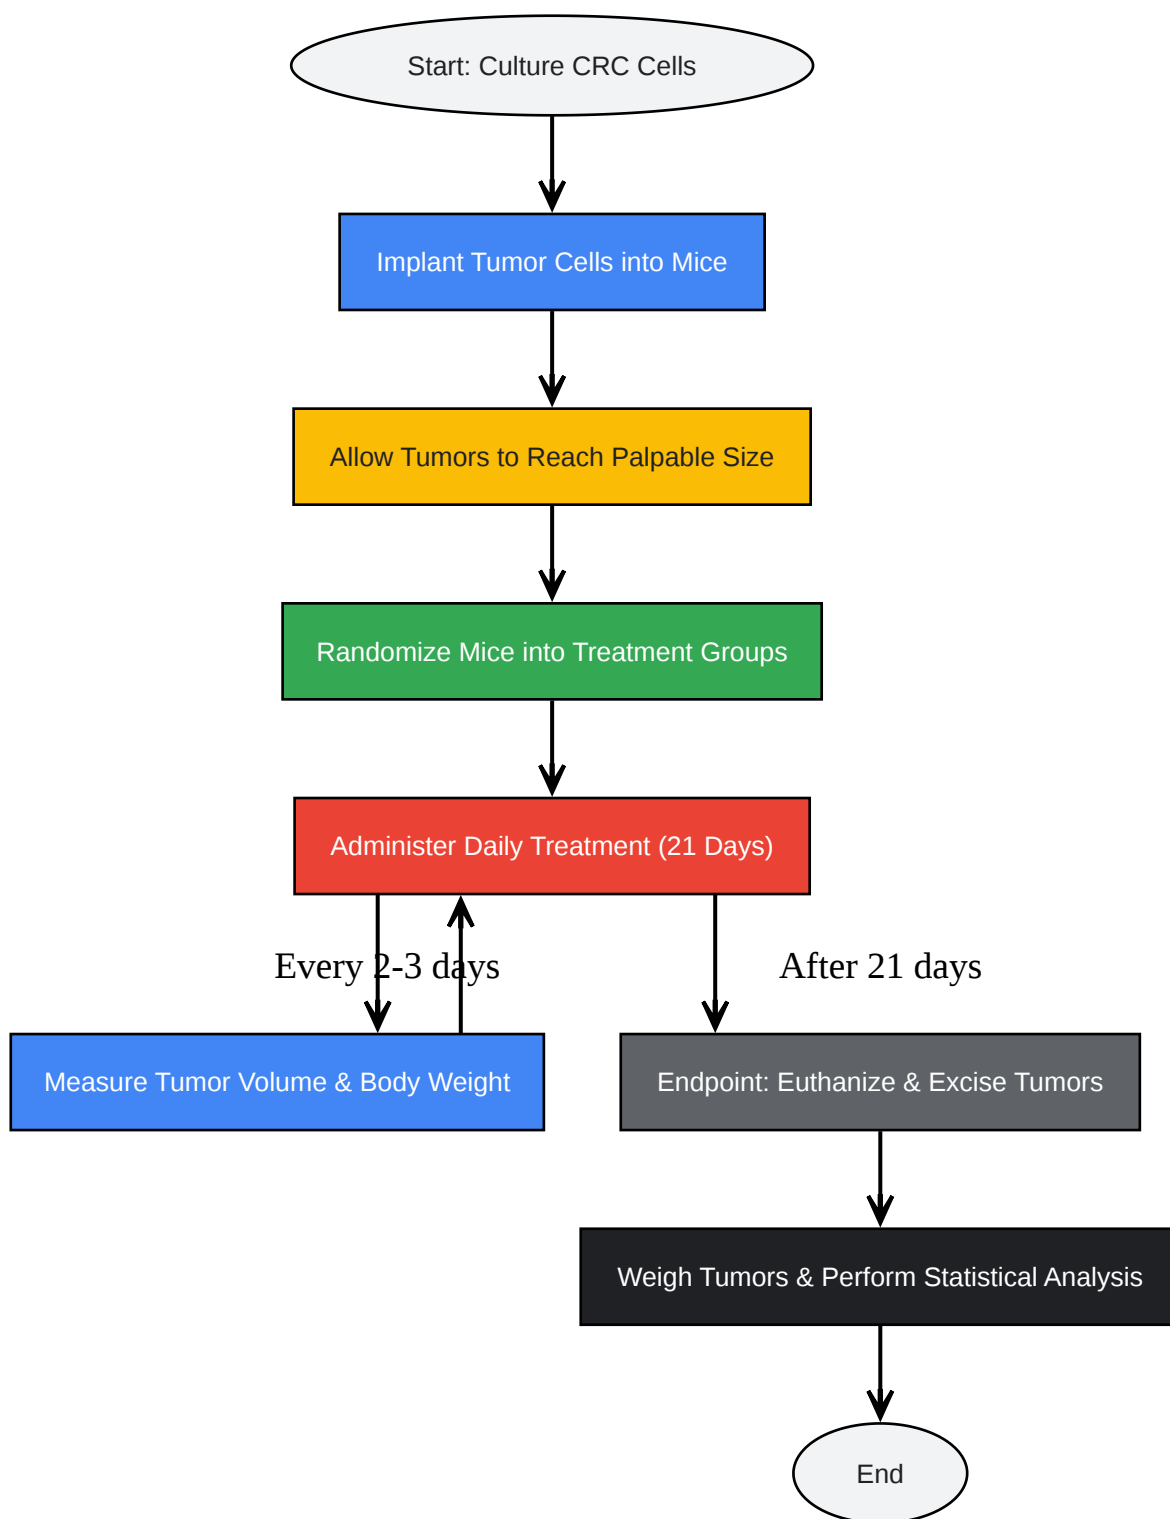 Start: Culture CRC Cells
Implant Tumor Cells into Mice
Allow Tumors to Reach Palpable Size
Randomize Mice into Treatment Groups
Administer Daily Treatment (21 Days)
Every 2-3 days
After 21 days
Measure Tumor Volume & Body Weight
Endpoint: Euthanize & Excise Tumors
Weigh Tumors & Perform Statistical Analysis
End